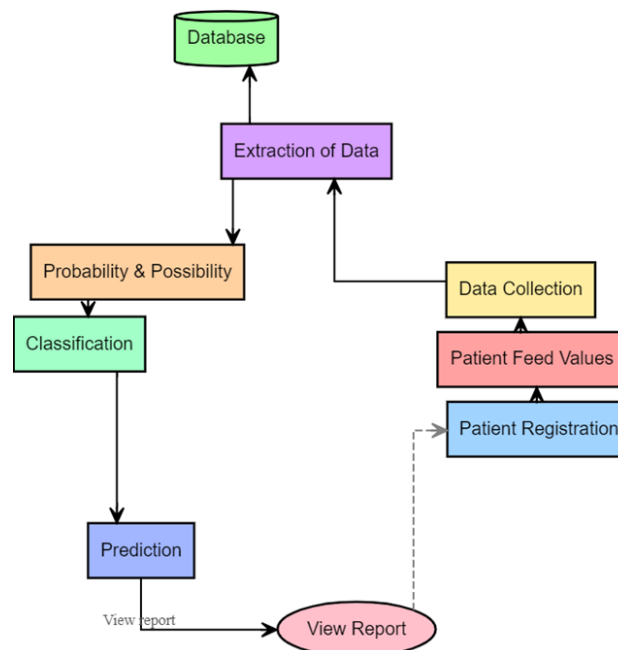 Database
Extraction of Data
Probability & Possibility
Data Collection
Classification
Patient Feed Values
Patient Registration
Prediction
View report
View Report